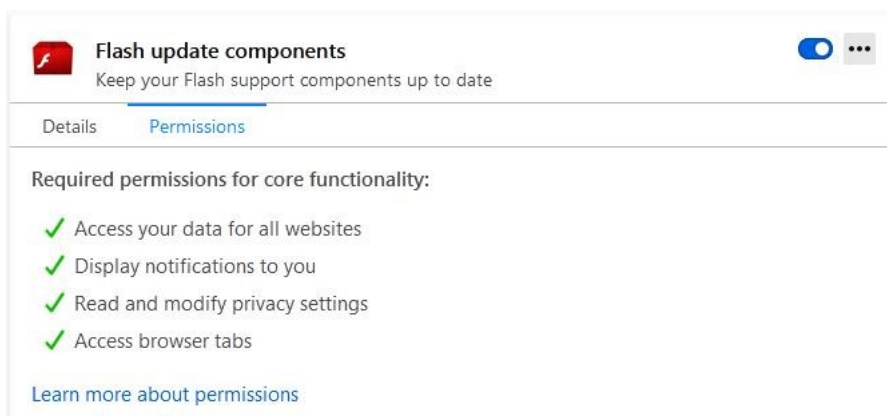 Flash update components
Keep your Flash support components up to date
Details Permissions
Required permissions for core functionality:
Access your data for all websites
Display notifications to you
Read and modify privacy settings
Access browser tabs
Learn more about permissions